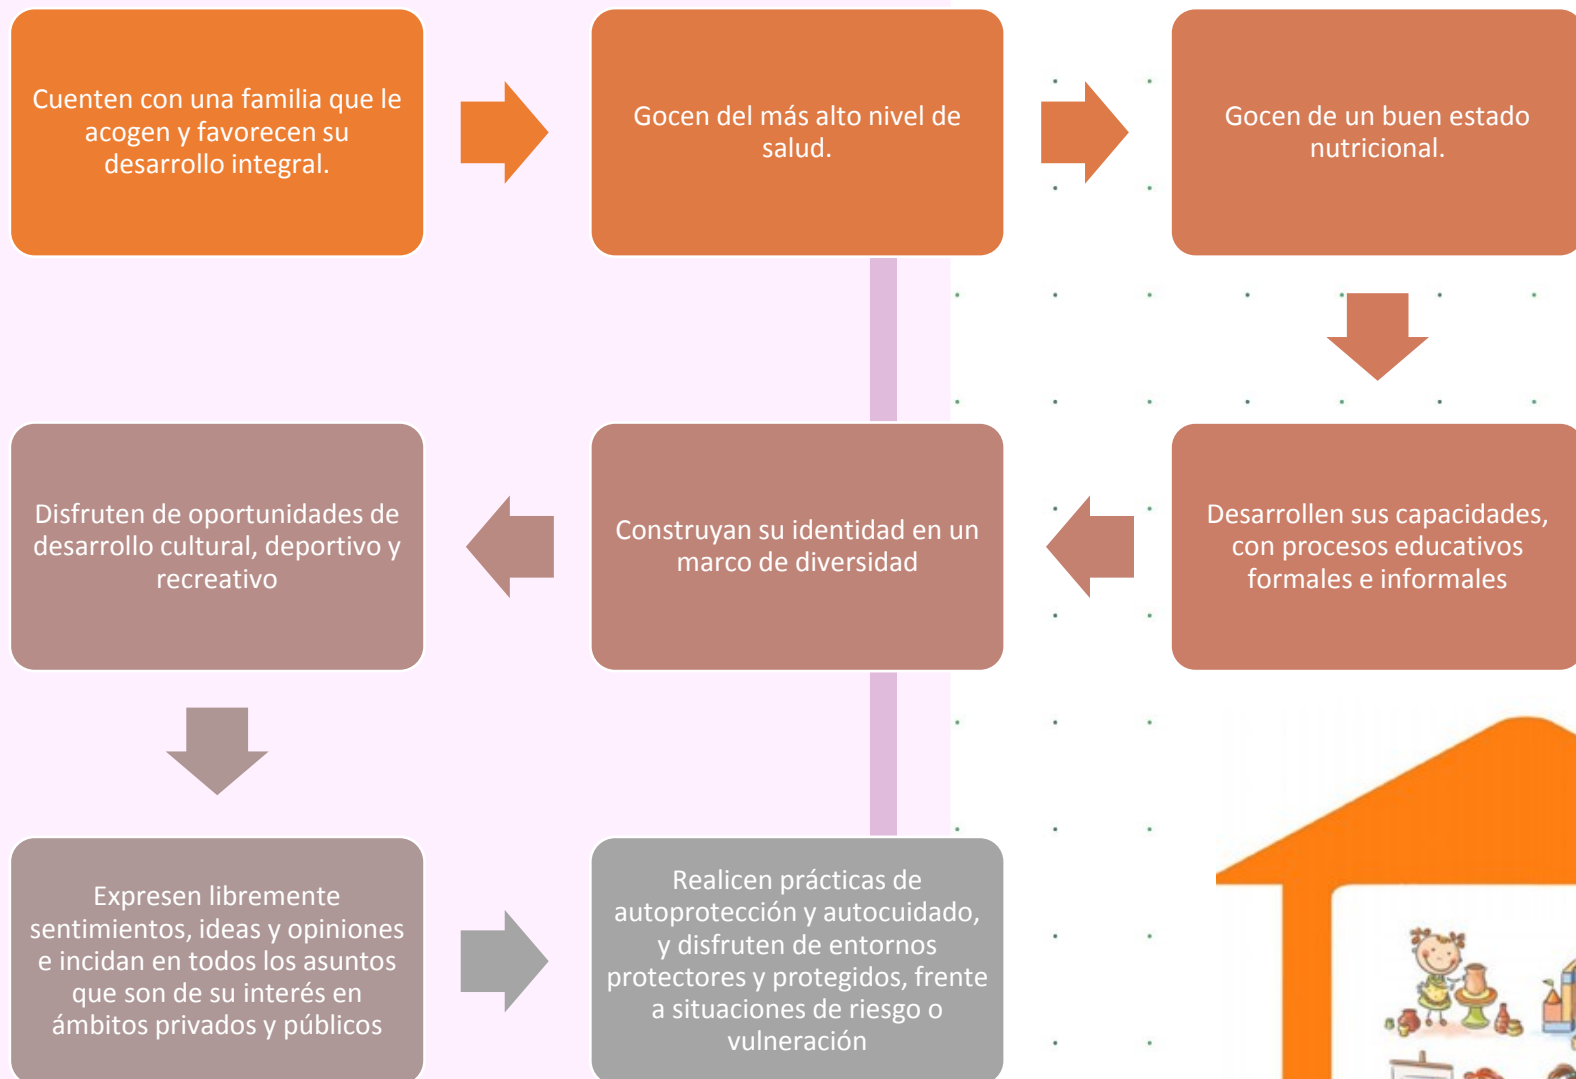 Cuenten con una familia que le
acogen y favorecen su
desarrollo integral.
Gocen del más alto nivel de
salud.
Gocen de un buen estado
nutricional.
Desarrollen sus capacidades,
con procesos educativos
formales e informales
Construyan su identidad en un
marco de diversidad
Disfruten de oportunidades de
desarrollo cultural, deportivo y
recreativo
Expresen libremente
sentimientos, ideas y opiniones
e incidan en todos los asuntos
que son de su interés en
ámbitos privados y públicos
Realicen prácticas de
autoprotección y autocuidado,
y disfruten de entornos
protectores y protegidos, frente
a situaciones de riesgo o
vulneración